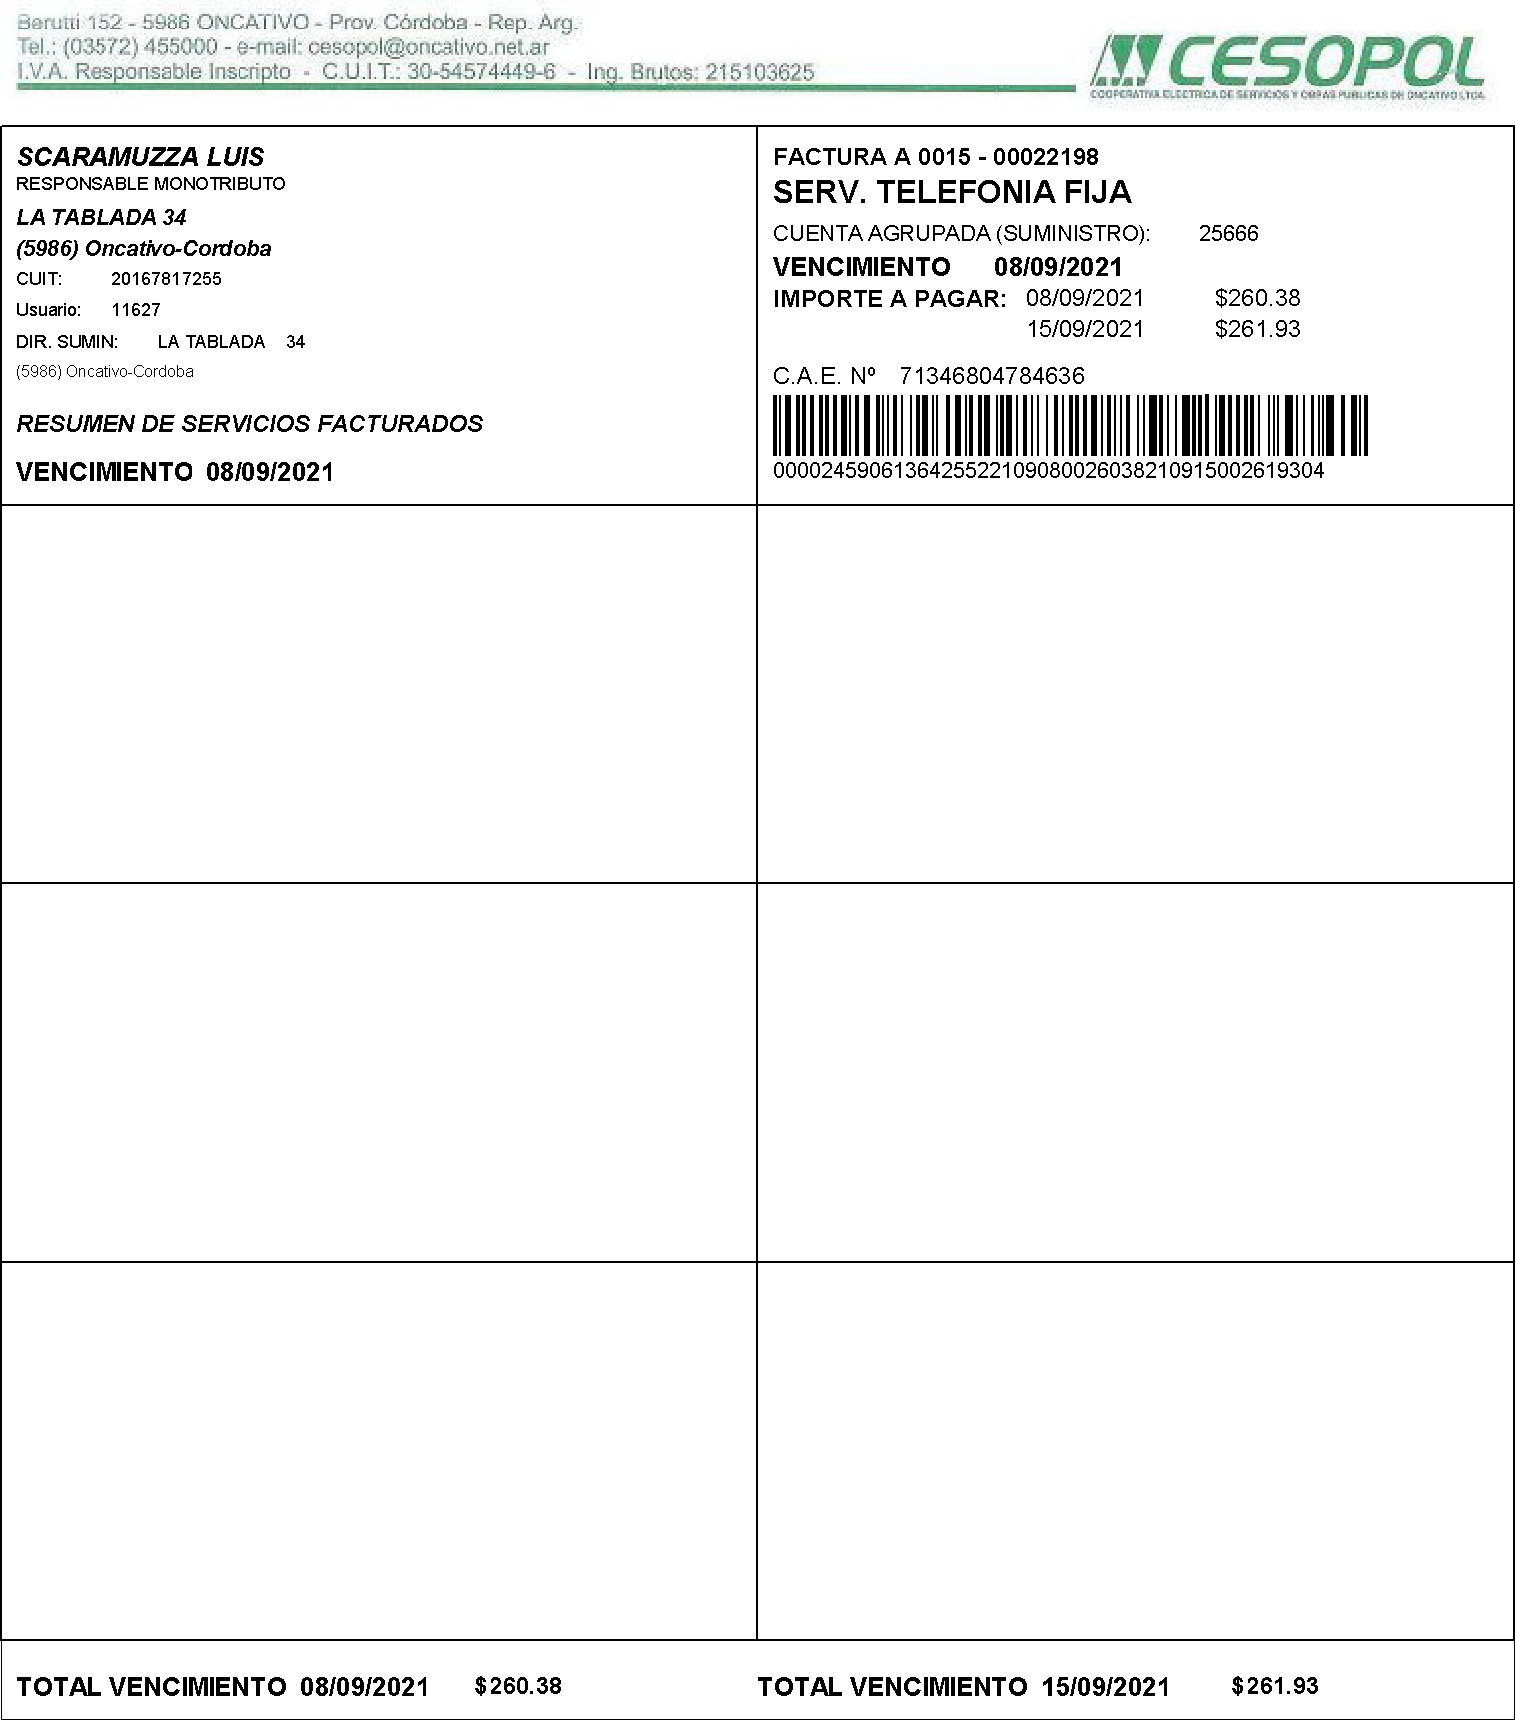 Berutti 152 - 5986 ONCATIVO - Prov. Córdoba - Rep. Arg.
Tel.: (03572) 455000 - e-mail: cesopol@oncativo.net.ar
I.V.A. Responsable Inscripto - C.U.I.T.: 30-54574449-6 - Ing. Brutos: 215103625
CESOPOL
COOPERATIVA ELECTRICA DE SERVICIOS Y OBRAS PUBLICAS DE ONCATIVO LTDA.
SCARAMUZZA LUIS
RESPONSABLE MONOTRIBUTO
LA TABLADA 34
(5986) Oncativo-Cordoba
CUIT: 20167817255
Usuario: 11627
DIR. SUMIN: LA TABLADA 34
(5986) Oncativo-Cordoba
RESUMEN DE SERVICIOS FACTURADOS
VENCIMIENTO 08/09/2021
FACTURA A 0015 - 00022198
SERV. TELEFONIA FIJA
CUENTA AGRUPADA (SUMINISTRO): 25666
VENCIMIENTO 08/09/2021
IMPORTE A PAGAR: 08/09/2021 $260.38
15/09/2021 $261.93
C.A.E. Nº 71346804784636
00002459061364255221090800260382109150026​19304
TOTAL VENCIMIENTO 08/09/2021 $260.38
TOTAL VENCIMIENTO 15/09/2021 $261.93